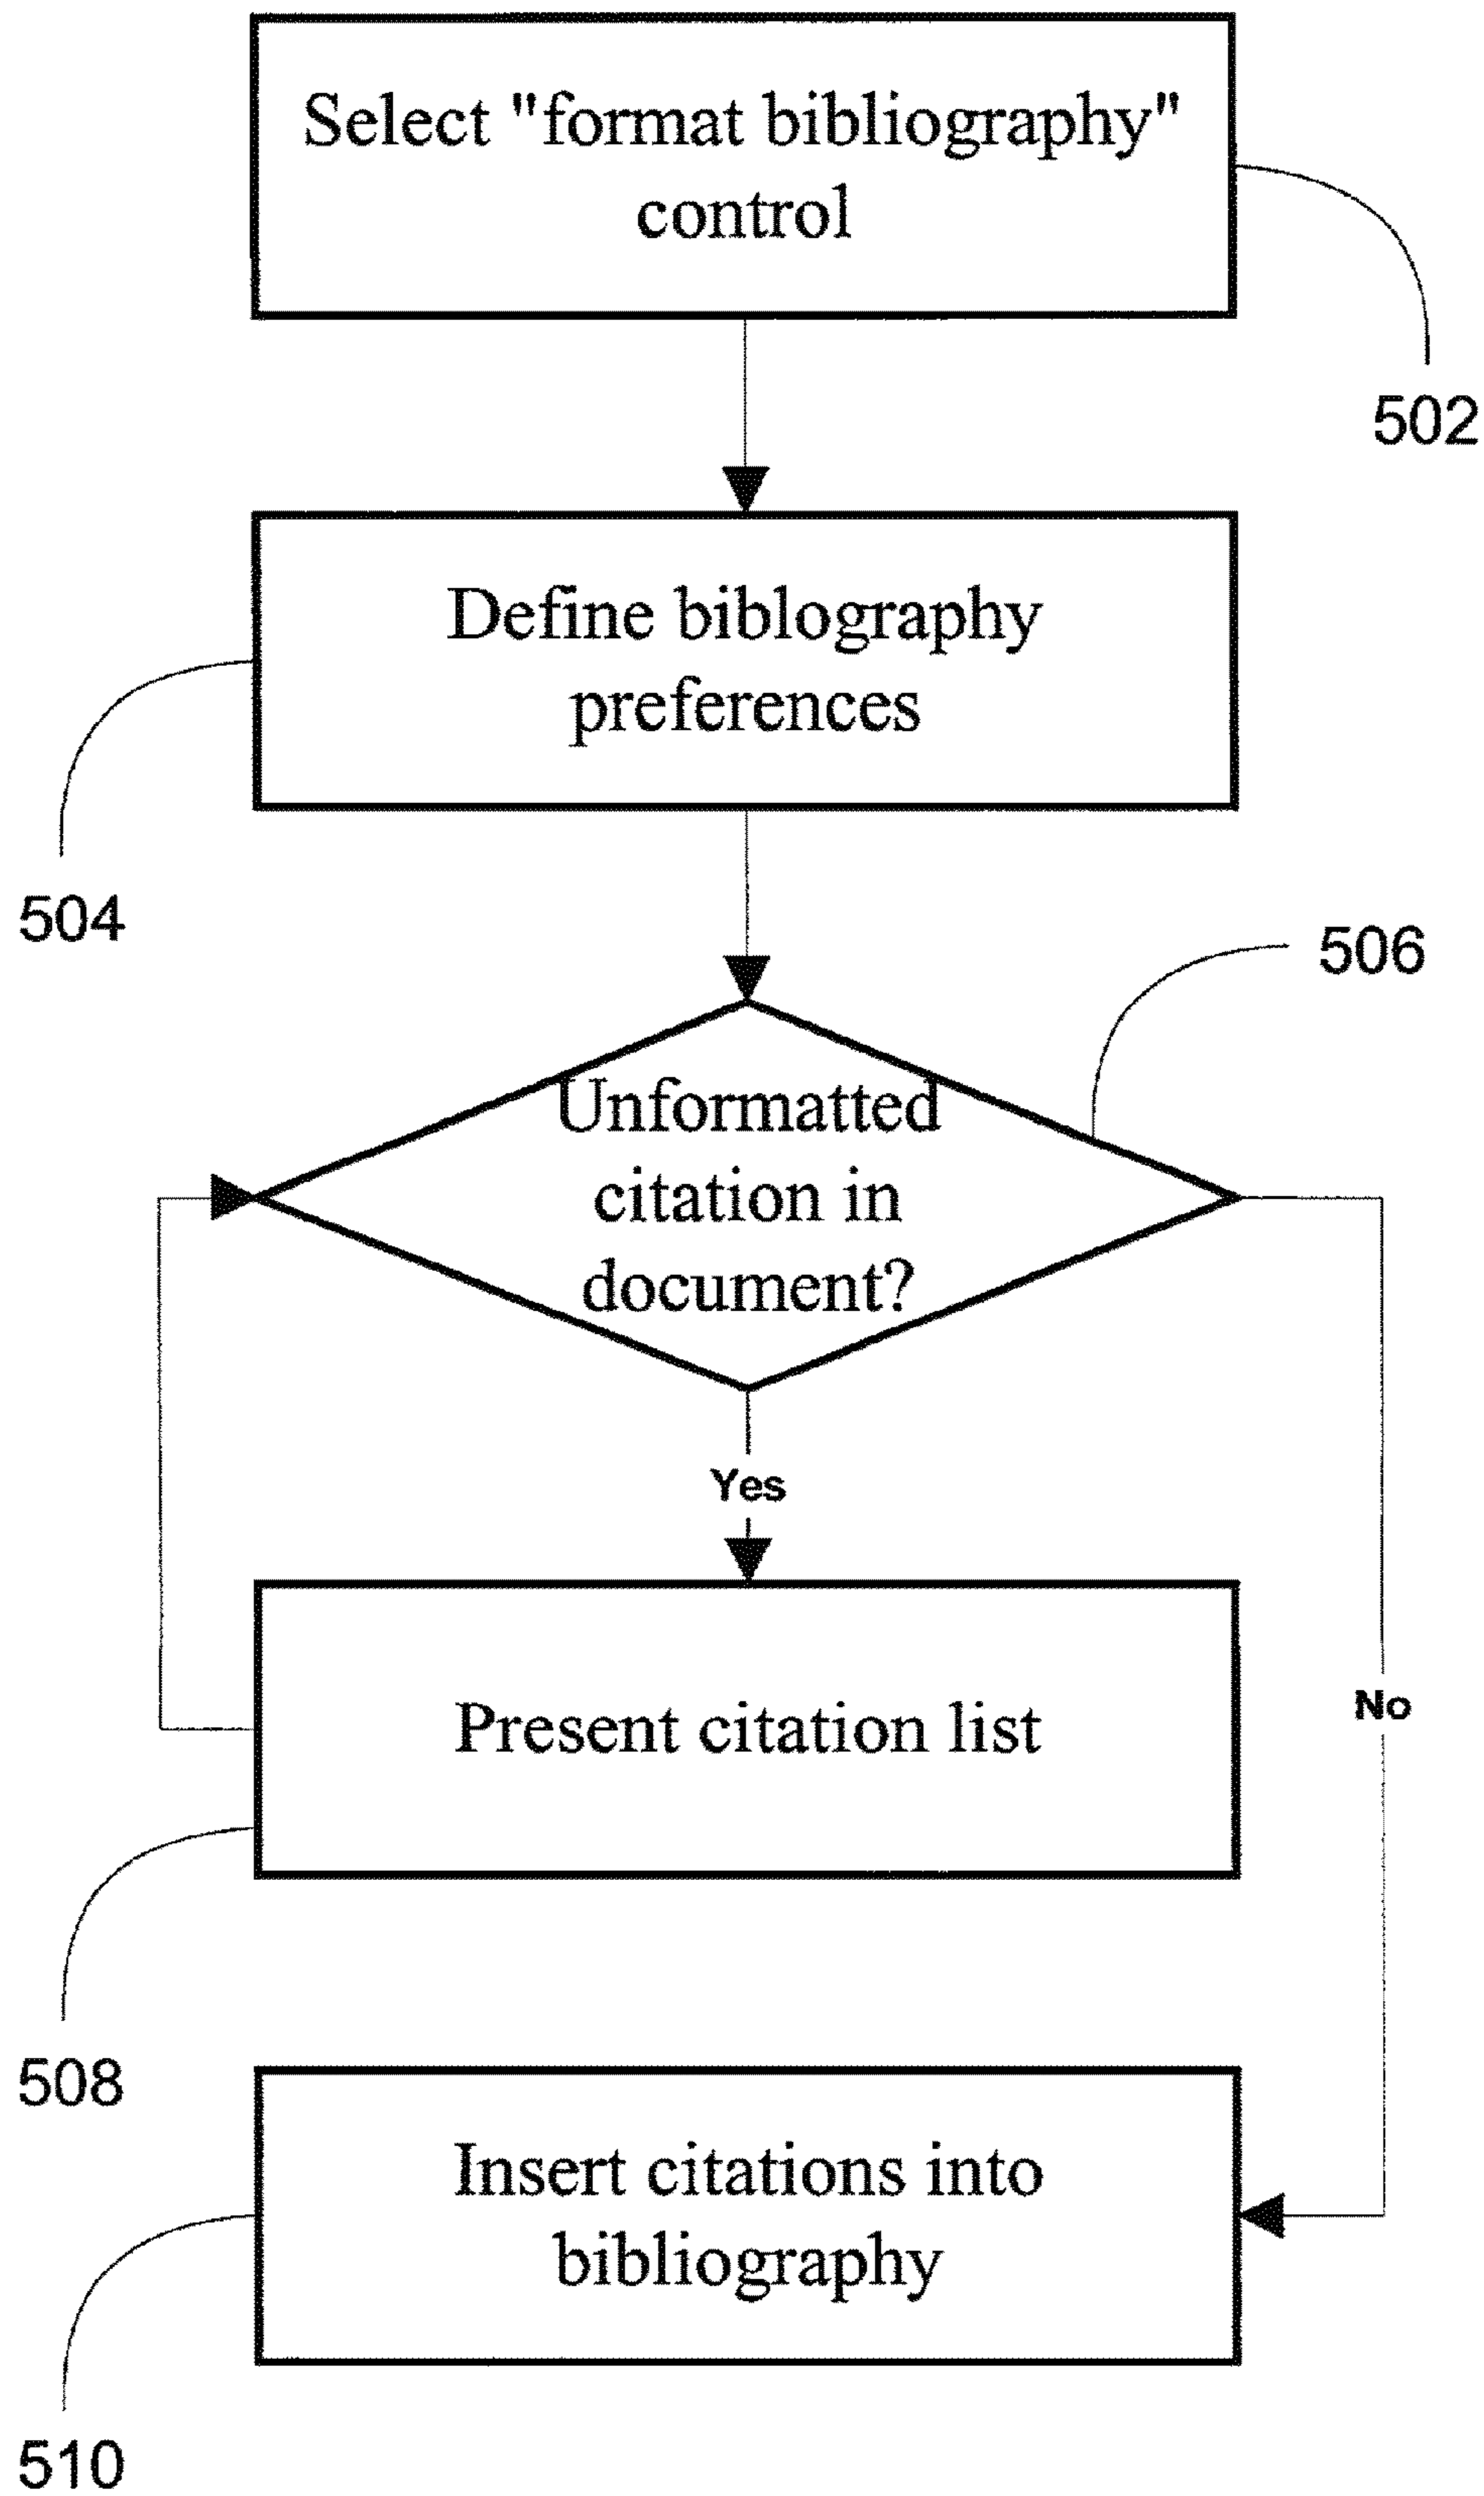 Select "format bibliography"
control
502
Define biblography
preferences
504
506
Unformatted
citation in
document?
Yes
Present citation list
No
508
Insert citations into
bibliography
510